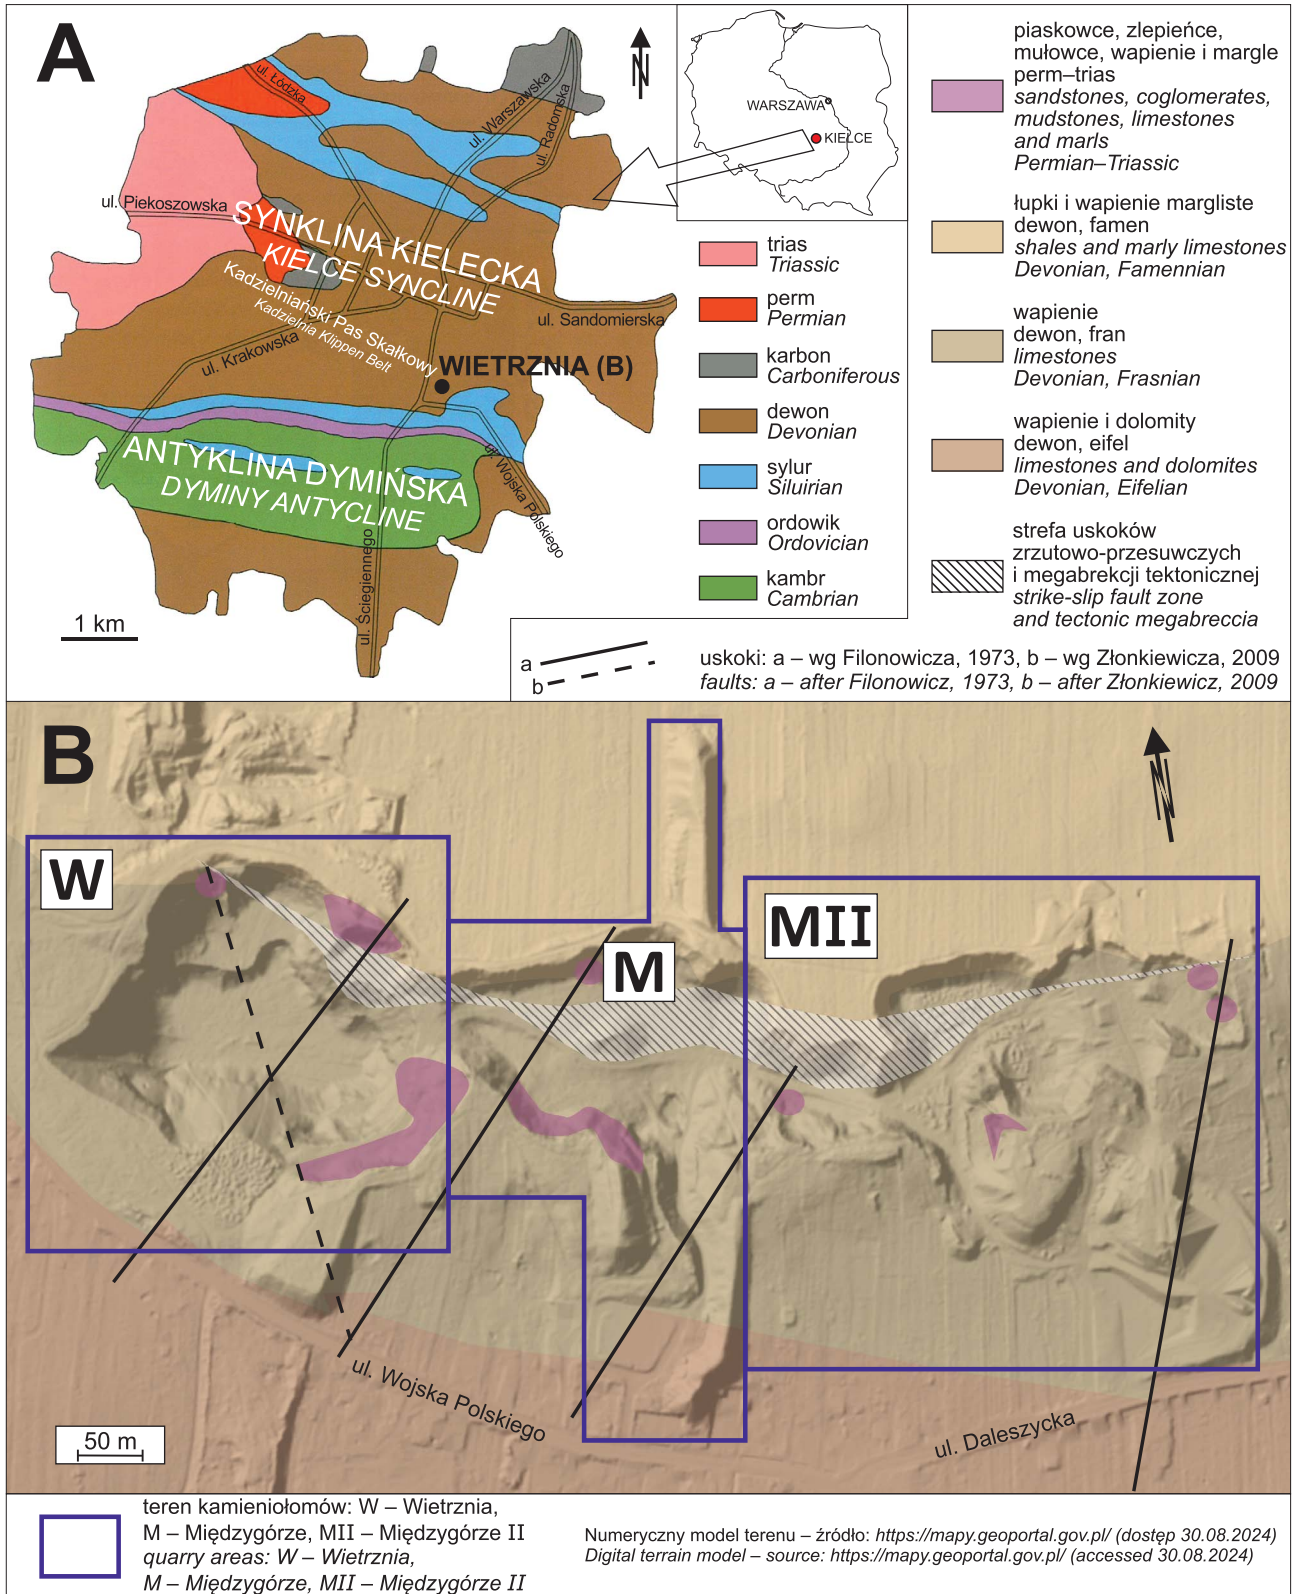 A
N
WARSZAWA
KIELCE
ul. Łódzka
ul. Warszawska
ul. Radomska
ul. Piekoszowska
SYNKLINA KIELECKA
KIELCE SYNCLINE
Kadzielniański Pas Skałkowy
Kadzielnia Klippen Belt
ul. Sandomierska
ul. Krakowska
WIETRZNIA (B)
ANTYKLINA DYMIŃSKA
DYMINY ANTYCLINE
ul. Wojska Polskiego
ul. Ściegiennego
1 km
trias
Triassic
perm
Permian
karbon
Carboniferous
dewon
Devonian
sylur
Siluirian
ordowik
Ordovician
kambr
Cambrian
piaskowce, zlepieńce,
mułowce, wapienie i margle
perm–trias
sandstones, coglomerates,
mudstones, limestones
and marls
Permian–Triassic
łupki i wapienie margliste
dewon, famen
shales and marly limestones
Devonian, Famennian
wapienie
dewon, fran
limestones
Devonian, Frasnian
wapienie i dolomity
dewon, eifel
limestones and dolomites
Devonian, Eifelian
strefa uskoków
zrzutowo-przesuwczych
i megabrekcji tektonicznej
strike-slip fault zone
and tectonic megabreccia
a
b
uskoki: a – wg Filonowicza, 1973, b – wg Złonkiewicza, 2009
faults: a – after Filonowicz, 1973, b – after Złonkiewicz, 2009
B
N
W
M
MII
ul. Wojska Polskiego
ul. Daleszycka
50 m
teren kamieniołomów: W – Wietrznia,
M – Międzygórze, MII – Międzygórze II
quarry areas: W – Wietrznia,
M – Międzygórze, MII – Międzygórze II
Numeryczny model terenu – źródło: https://mapy.geoportal.gov.pl/ (dostęp 30.08.2024)
Digital terrain model – source: https://mapy.geoportal.gov.pl/ (accessed 30.08.2024)